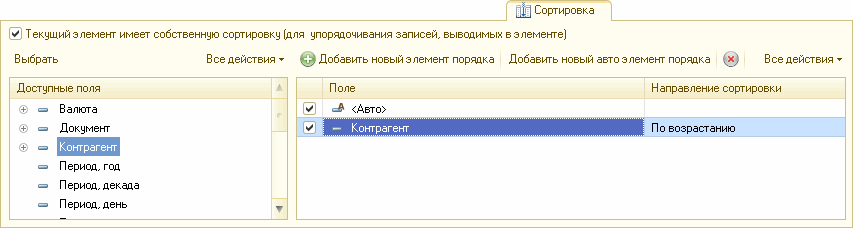 Сортировка
Текущий элемент имеет собственную сортировку (для упорядочивания записей, выводимых в элементе)
Выбрать Все действия Добавить новый элемент порядка Добавить новый авто элемент порядка Все действия
Доступные поля Поле Направление сортировки
Валюта <Авто>
Документ Контрагент По возрастанию
Контрагент
Период, год
Период, декада
Период, день